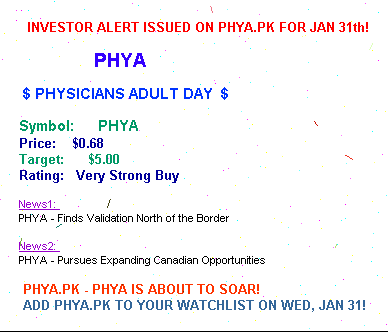 INVESTOR ALERT ISSUED ON PHYA.PK FOR JAN 31th!
PHYA
$ PHYSICIANS ADULT DAY $
Symbol: PHYA
Price: $0.68
Target: $5.00
Rating: Very Strong Buy
News1:
PHYA - Finds Validation North of the Border
News2:
PHYA - Pursues Expanding Canadian Opportunities
PHYA.PK - PHYA IS ABOUT TO SOAR!
ADD PHYA.PK TO YOUR WATCHLIST ON WED, JAN 31!